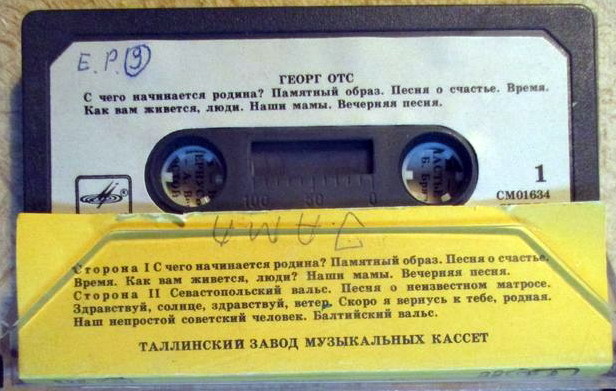 Е.Р. 9
ГЕОРГ ОТС
С чего начинается родина? Памятный образ. Песня о счастье. Время.
Как вам живется, люди. Наши мамы. Вечерняя песня.
1
100 50 0
СМ01634
Сторона I С чего начинается родина? Памятный образ. Песня о счастье.
Время. Как вам живется, люди? Наши мамы. Вечерняя песня.
Сторона II Севастопольский вальс. Песня о неизвестном матросе.
Здравствуй, солнце, здравствуй, ветер. Скоро я вернусь к тебе, родная.
Наш непростой советский человек. Балтийский вальс.
ТАЛЛИНСКИЙ ЗАВОД МУЗЫКАЛЬНЫХ КАССЕТ